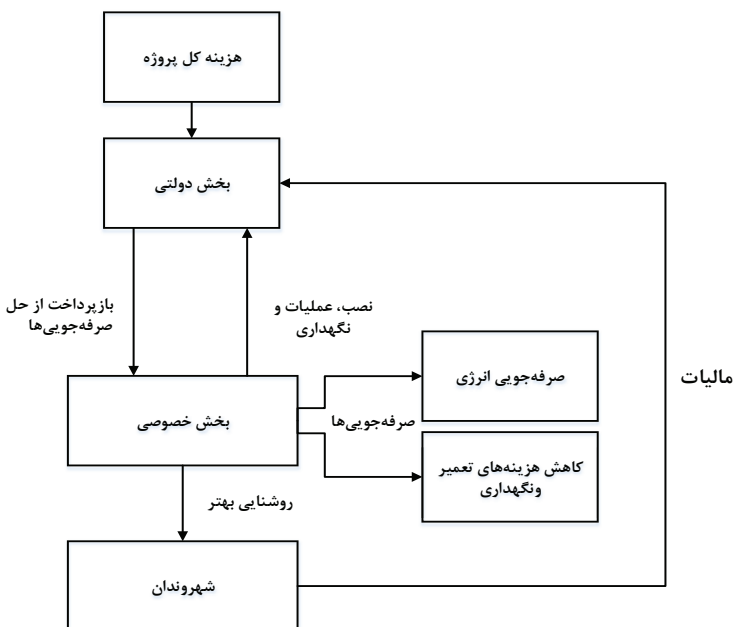 هزینه کل پروژه
بخش دولتی
بازپرداخت از حل
صرفه‌جویی‌ها
نصب، عملیات و
نگهداری
بخش خصوصی
صرفه‌جویی‌ها
صرفه‌جویی انرژی
کاهش هزینه‌های تعمیر
ونگهداری
مالیات
روشنایی بهتر
شهروندان